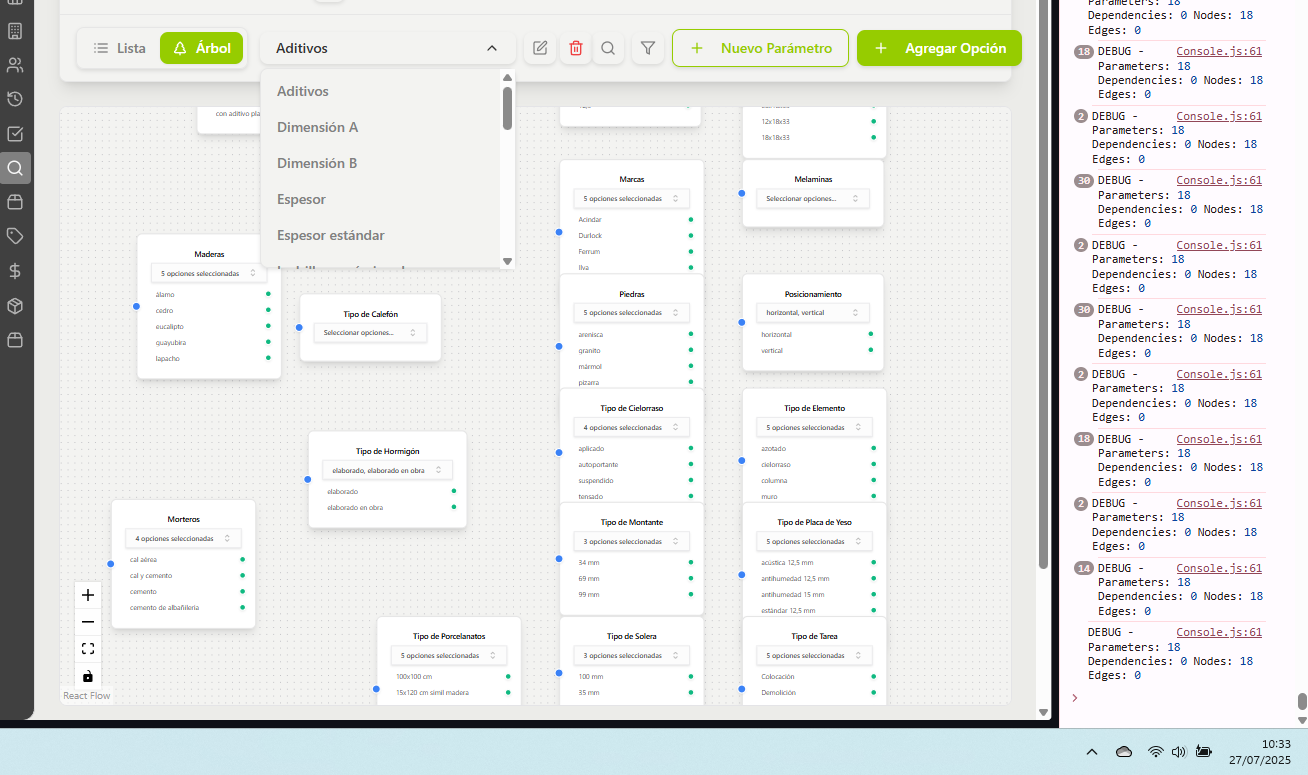 Lista
Árbol
Aditivos
Nuevo Parámetro
Agregar Opción
Aditivos
Dimensión A
Dimensión B
Espesor
Espesor estándar
con aditivo pla
12x18x33
18x18x33
Marcas
5 opciones seleccionadas
Acindar
Durlock
Ferrum
Ilva
Melaminas
Seleccionar opciones...
Maderas
5 opciones seleccionadas
álamo
cedro
eucalipto
guayubira
lapacho
Tipo de Calefón
Seleccionar opciones...
Piedras
5 opciones seleccionadas
arenisca
granito
mármol
pizarra
Posicionamiento
horizontal, vertical
horizontal
vertical
Tipo de Cielorraso
4 opciones seleccionadas
aplicado
autoportante
suspendido
tensado
Tipo de Elemento
5 opciones seleccionadas
azotado
cielorraso
columna
muro
Tipo de Hormigón
elaborado, elaborado en obra
elaborado
elaborado en obra
Morteros
4 opciones seleccionadas
cal aérea
cal y cemento
cemento
cemento de albañilería
Tipo de Montante
3 opciones seleccionadas
34 mm
69 mm
99 mm
Tipo de Placa de Yeso
5 opciones seleccionadas
acústica 12,5 mm
antihumedad 12,5 mm
antihumedad 15 mm
estándar 12,5 mm
Tipo de Porcelanatos
5 opciones seleccionadas
100x100 cm
15x120 cm simil madera
Tipo de Solera
3 opciones seleccionadas
100 mm
35 mm
Tipo de Tarea
5 opciones seleccionadas
Colocación
Demolición
React Flow
Parameters: 18
Dependencies: 0 Nodes: 18
Edges: 0
18 DEBUG - Console.js:61
Parameters: 18
Dependencies: 0 Nodes: 18
Edges: 0
2 DEBUG - Console.js:61
Parameters: 18
Dependencies: 0 Nodes: 18
Edges: 0
30 DEBUG - Console.js:61
Parameters: 18
Dependencies: 0 Nodes: 18
Edges: 0
2 DEBUG - Console.js:61
Parameters: 18
Dependencies: 0 Nodes: 18
Edges: 0
30 DEBUG - Console.js:61
Parameters: 18
Dependencies: 0 Nodes: 18
Edges: 0
2 DEBUG - Console.js:61
Parameters: 18
Dependencies: 0 Nodes: 18
Edges: 0
18 DEBUG - Console.js:61
Parameters: 18
Dependencies: 0 Nodes: 18
Edges: 0
2 DEBUG - Console.js:61
Parameters: 18
Dependencies: 0 Nodes: 18
Edges: 0
14 DEBUG - Console.js:61
Parameters: 18
Dependencies: 0 Nodes: 18
Edges: 0
DEBUG - Console.js:61
Parameters: 18
Dependencies: 0 Nodes: 18
Edges: 0
10:33
27/07/2025